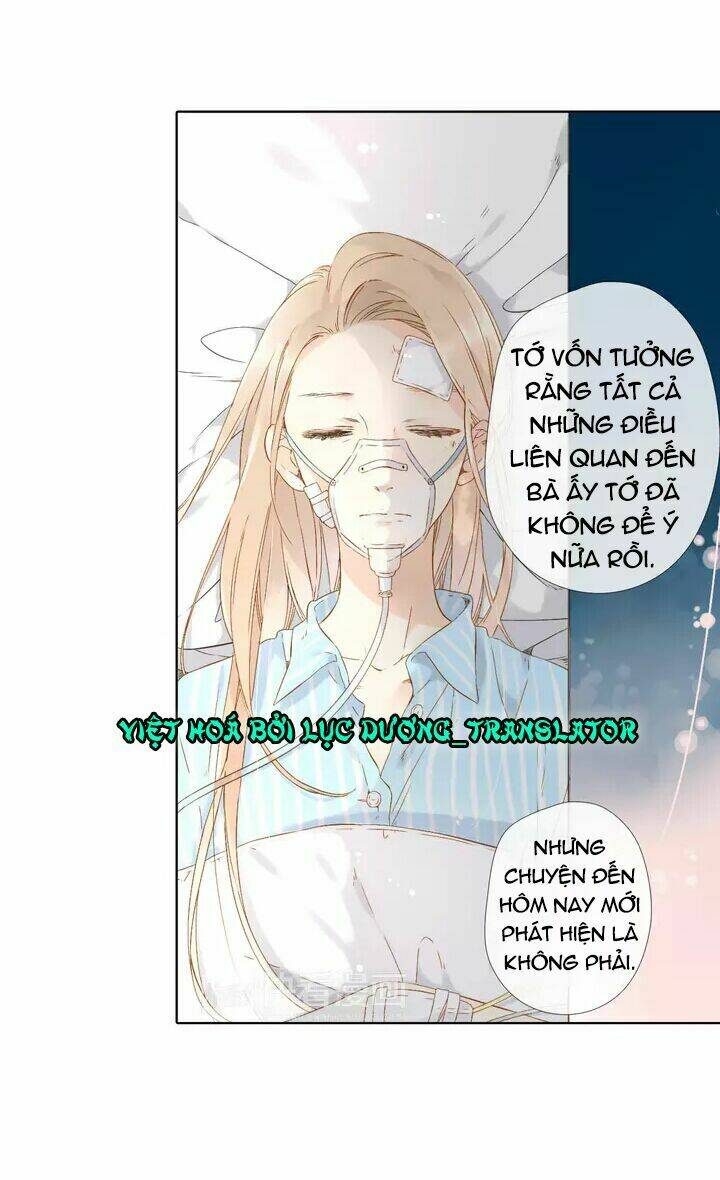 TỚ VỐN TƯỞNG
RẰNG TẤT CẢ
NHỮNG ĐIỀU
LIÊN QUAN ĐẾN
BÀ ẤY TỚ ĐÃ
KHÔNG ĐỂ Ý
NỮA RỒI.
VIỆT HOÁ BỞI LỤC DƯƠNG_TRANSLATOR
NHƯNG
CHUYỆN ĐẾN
HÔM NAY MỚI
PHÁT HIỆN LÀ
KHÔNG PHẢI.